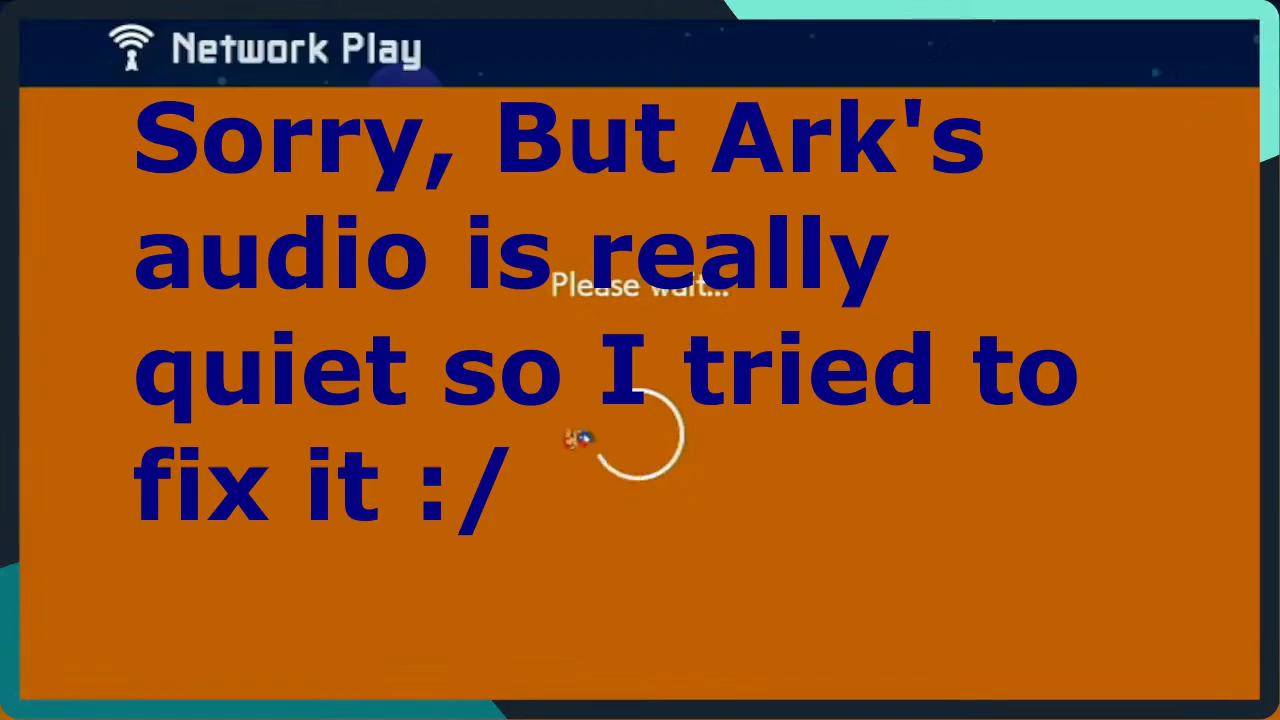 Network Play
Sorry, But Ark's
audio is really
Please wait...
quiet so I tried to
fix it :/